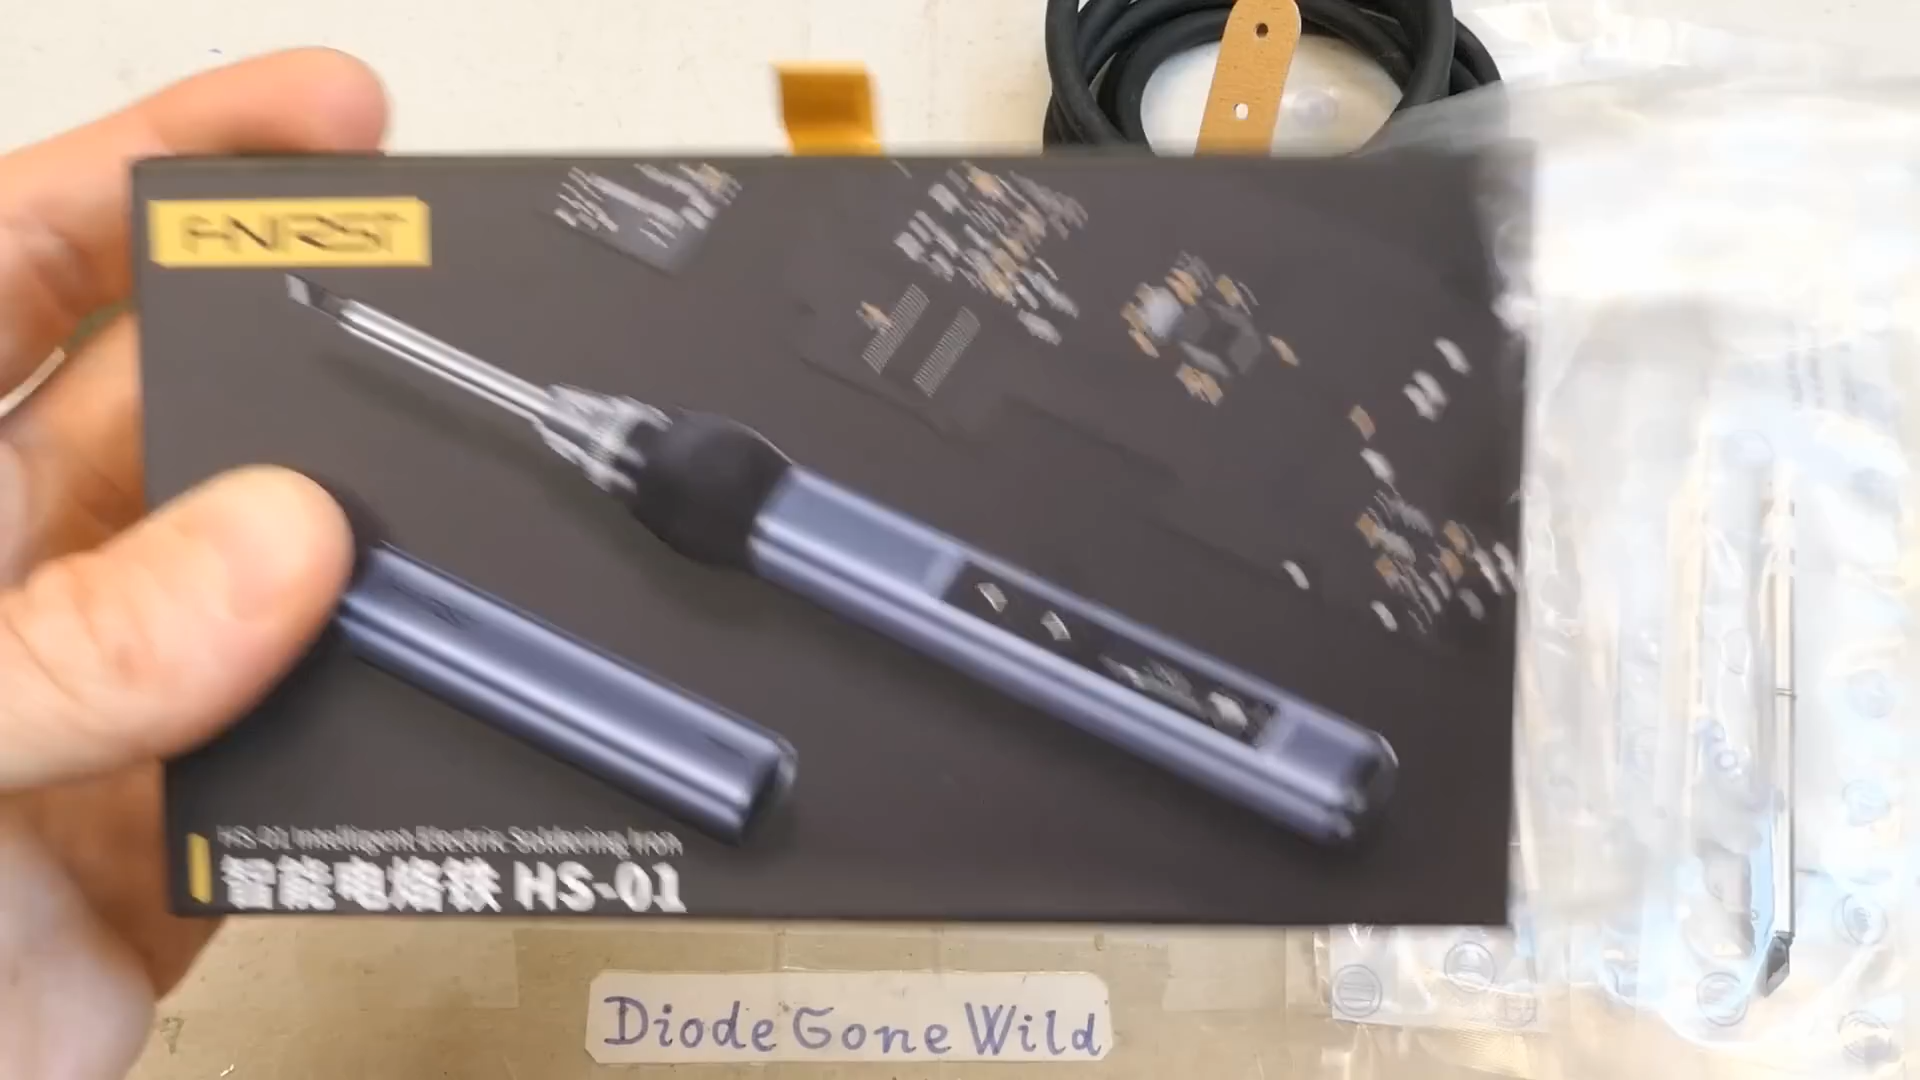 FNIRSI
HS-01 Intelligent Electric Soldering Iron
智能电烙铁 HS-01
Diode Gone Wild